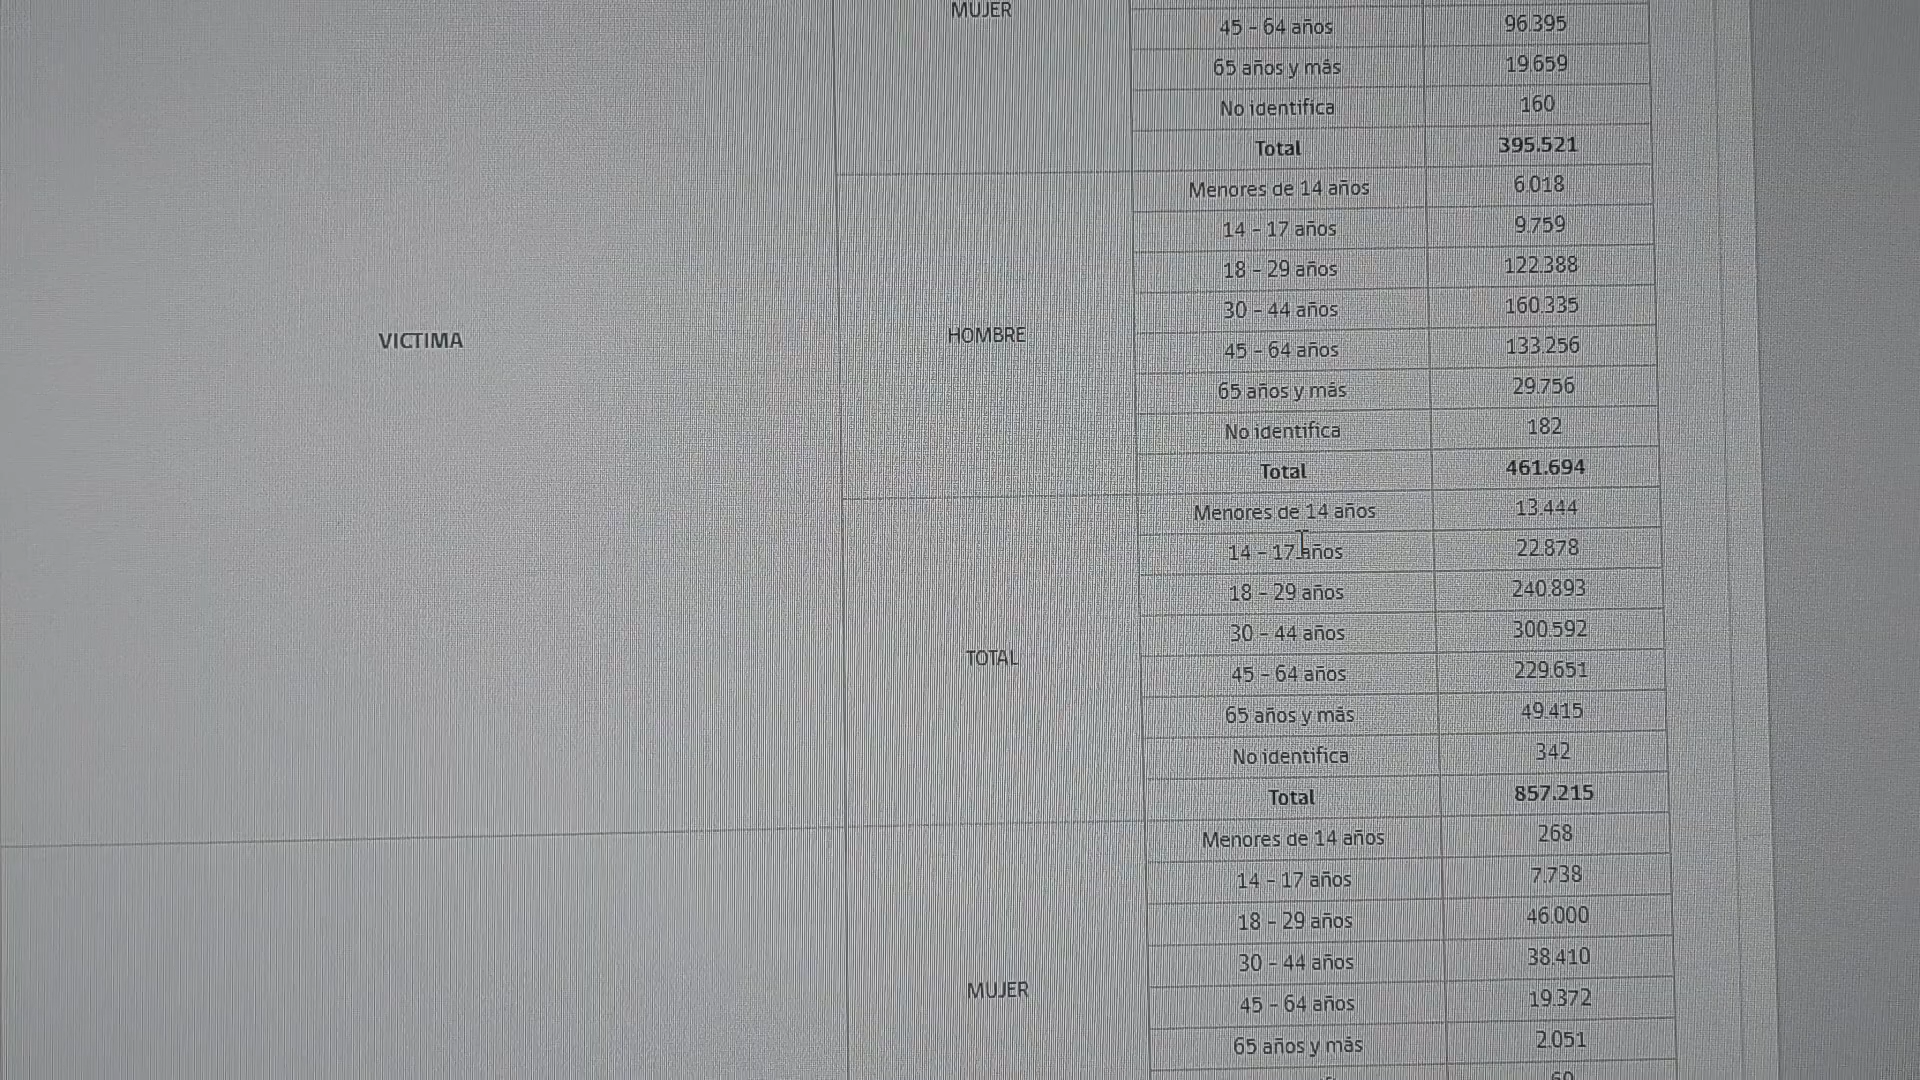 MUJER
45 - 64 años 96.395
65 años y más 19.659
No identifica 160
Total 395.521
VICTIMA
HOMBRE
Menores de 14 años 6.018
14 - 17 años 9.759
18 - 29 años 122.388
30 - 44 años 160.335
45 - 64 años 133.256
65 años y más 29.756
No identifica 182
Total 461.694
TOTAL
Menores de 14 años 13.444
14 - 17 años 22.878
18 - 29 años 240.893
30 - 44 años 300.592
45 - 64 años 229.651
65 años y más 49.415
No identifica 342
Total 857.215
MUJER
Menores de 14 años 268
14 - 17 años 7.738
18 - 29 años 46.000
30 - 44 años 38.410
45 - 64 años 19.372
65 años y más 2.051